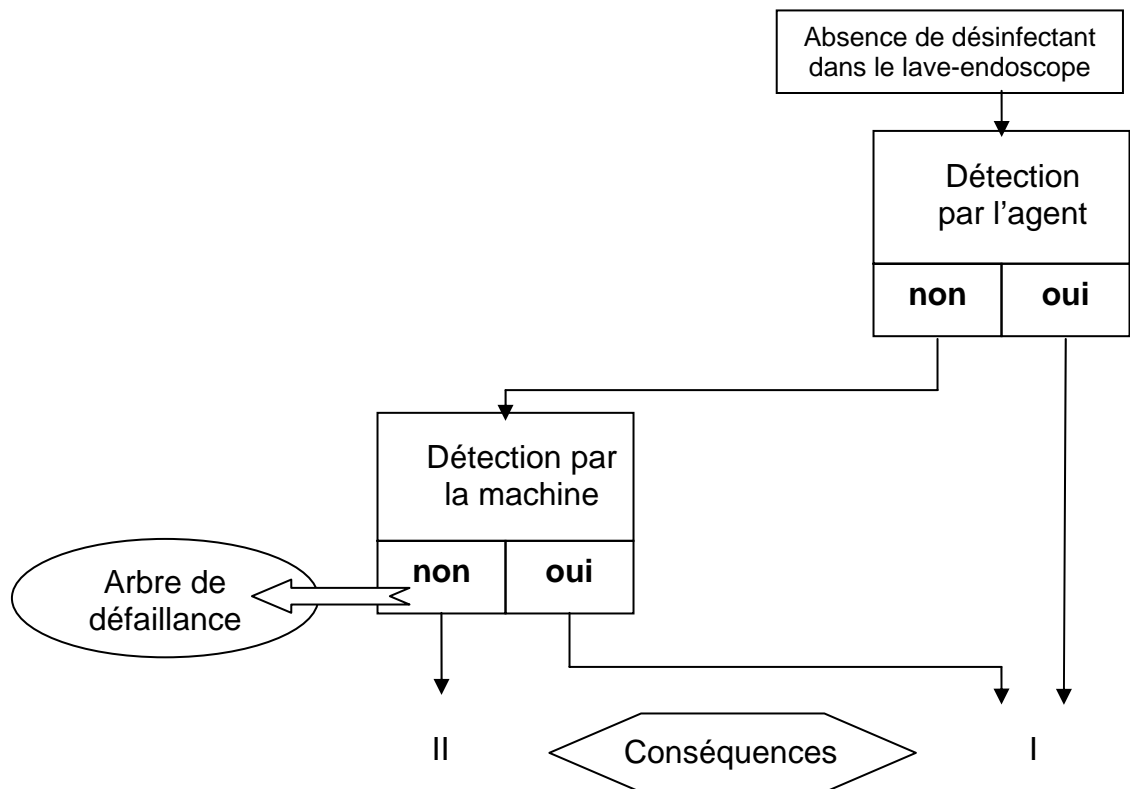 Absence de désinfectant
dans le lave-endoscope
Détection
par l'agent
non oui
Détection par
la machine
non oui
Arbre de
défaillance
II Conséquences I